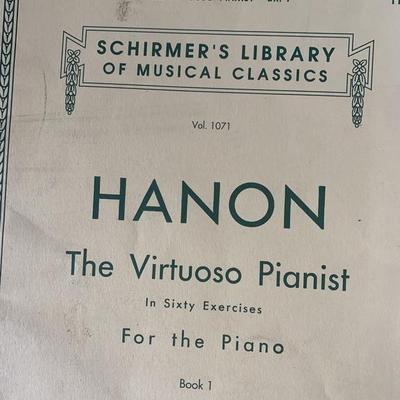 SCHIRMER'S LIBRARY
OF MUSICAL CLASSICS
Vol. 1071
HANON
The Virtuoso Pianist
In Sixty Exercises
For the Piano
Book 1